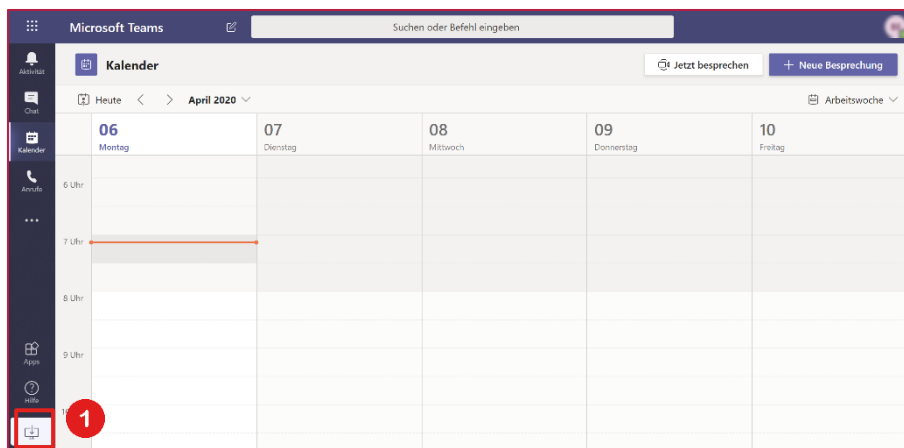 Microsoft Teams
Suchen oder Befehl eingeben
Aktivität
Chat
Kalender
Anrufe
Apps
Hilfe
Kalender
Jetzt besprechen
+ Neue Besprechung
Heute
April 2020
Arbeitswoche
06
Montag
07
Dienstag
08
Mittwoch
09
Donnerstag
10
Freitag
6 Uhr
7 Uhr
8 Uhr
9 Uhr
1